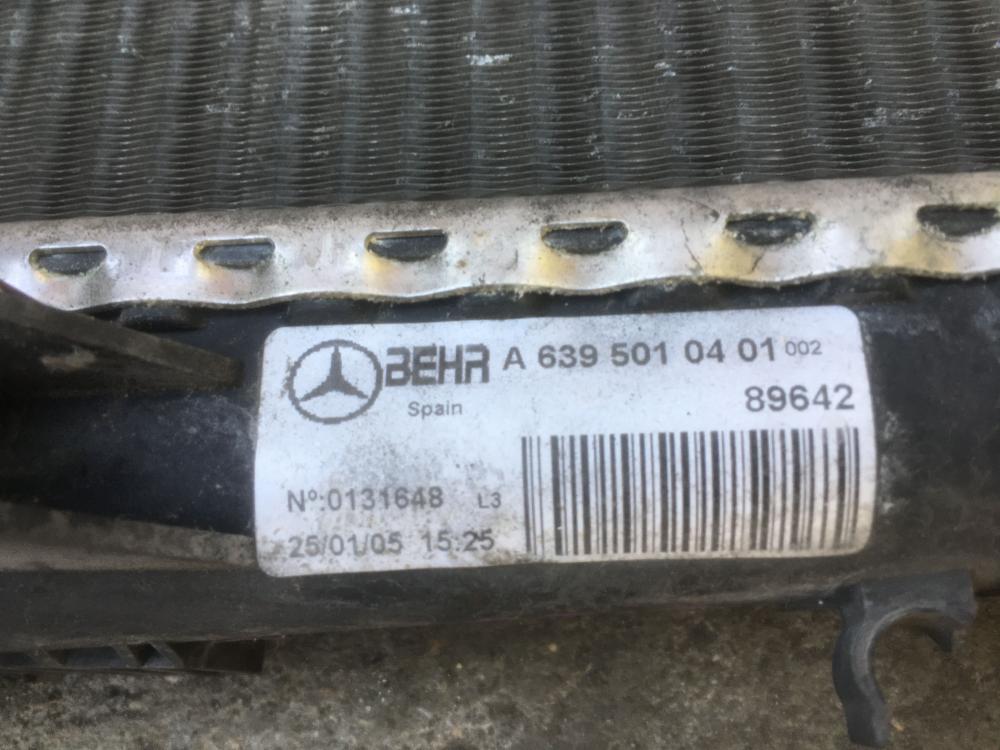 BEHR A 639 501 04 01 002
Spain
89642
Nº:0131648 L3
25/01/05 15:25